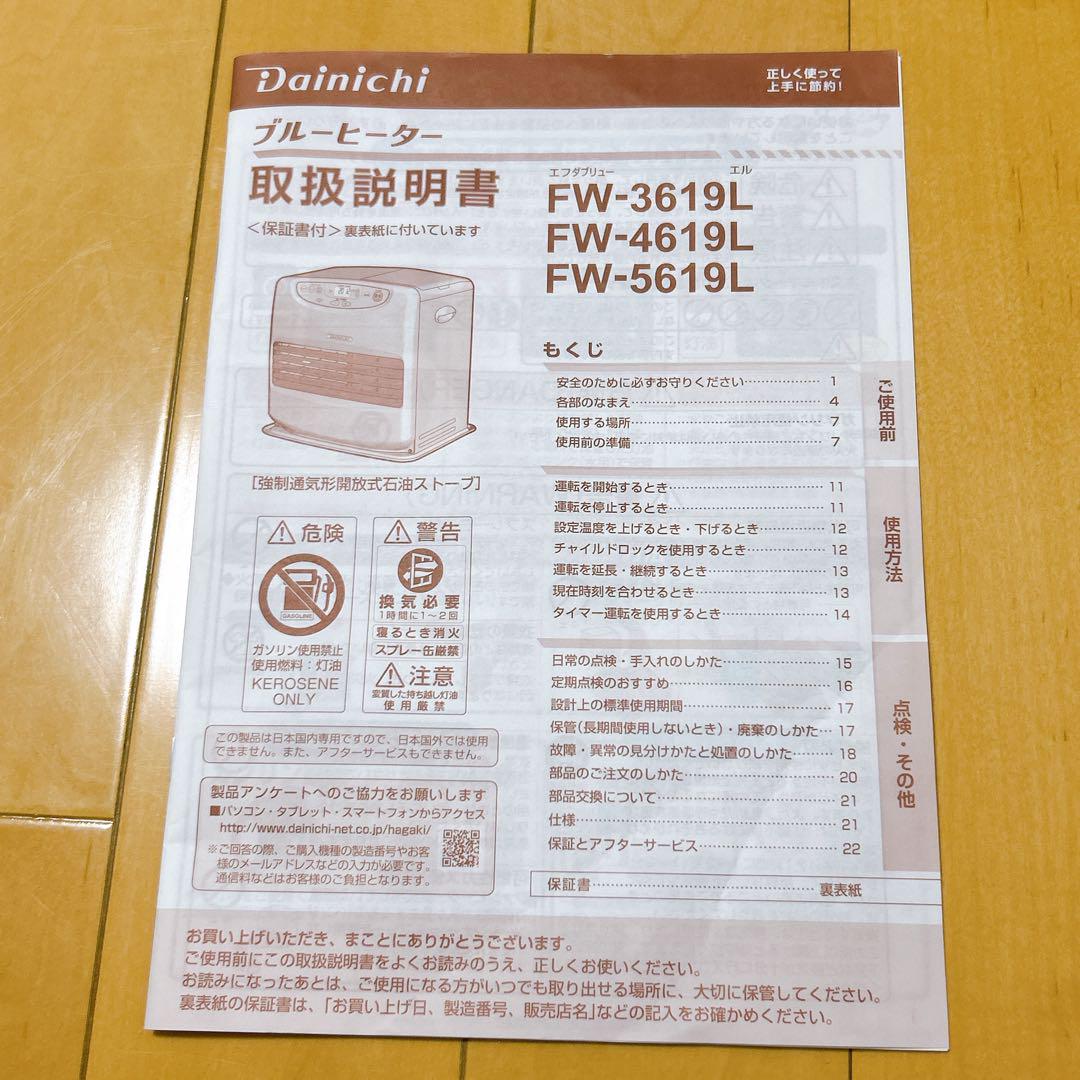 Dainichi
正しく使って
上手に節約!
ブルーヒーター
取扱説明書
<保証書付>裏表紙に付いています
エフダブリュー エル
FW-3619L
FW-4619L
FW-5619L
[強制通気形開放式石油ストーブ]
危険
GASOLINE
ガソリン使用禁止
使用燃料:灯油
KEROSENE
ONLY
警告
換気必要
1時間に1~2回
寝るとき消火
スプレー缶厳禁
注意
変質した持ち越し灯油
使用厳禁
この製品は日本国内専用ですので、日本国外では使用
できません。また、アフターサービスもできません。
製品アンケートへのご協力をお願いします
■パソコン・タブレット・スマートフォンからアクセス
http://www.dainichi-net.co.jp/hagaki/
※ご回答の際、ご購入機種の製造番号やお客
様のメールアドレスなどの入力が必要です。
通信料などはお客様のご負担となります。
もくじ
ご使用前
安全のために必ずお守りください……………… 1
各部のなまえ……………………………………… 4
使用する場所……………………………………… 7
使用前の準備……………………………………… 7
使用方法
運転を開始するとき……………………………… 11
運転を停止するとき……………………………… 11
設定温度を上げるとき・下げるとき…………… 12
チャイルドロックを使用するとき……………… 12
運転を延長・継続するとき……………………… 13
現在時刻を合わせるとき………………………… 13
タイマー運転を使用するとき…………………… 14
点検・その他
日常の点検・手入れのしかた…………………… 15
定期点検のおすすめ……………………………… 16
設計上の標準使用期間…………………………… 17
保管(長期間使用しないとき)・廃棄のしかた… 17
故障・異常の見分けかたと処置のしかた……… 18
部品のご注文のしかた…………………………… 20
部品交換について………………………………… 21
仕様………………………………………………… 21
保証とアフターサービス………………………… 22
保証書……………………………………………… 裏表紙
お買い上げいただき、まことにありがとうございます。
ご使用前にこの取扱説明書をよくお読みのうえ、正しくお使いください。
お読みになったあとは、ご使用になる方がいつでも取り出せる場所に、大切に保管してください。
裏表紙の保証書は、「お買い上げ日、製造番号、販売店名」などの記入をお確かめください。